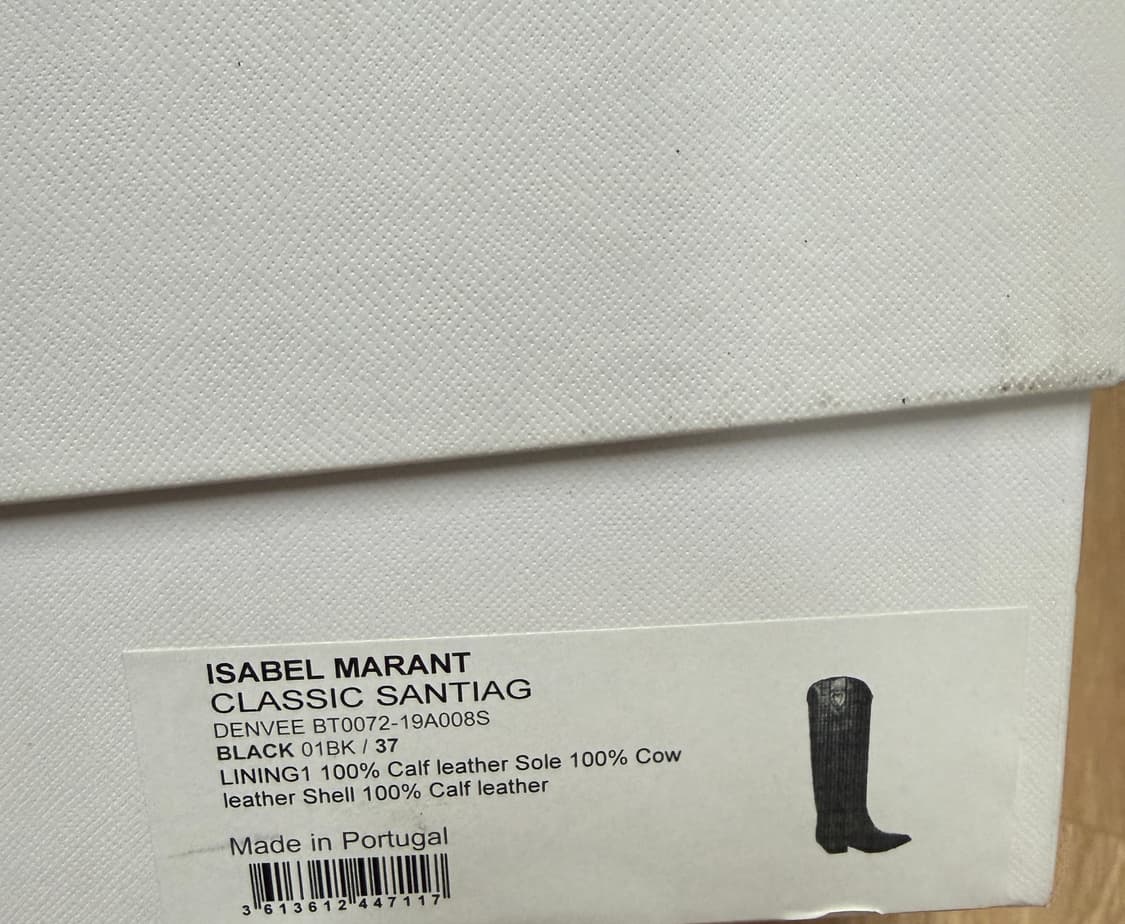 ISABEL MARANT
CLASSIC SANTIAG
DENVEE BT0072-19A008S
BLACK 01BK / 37
LINING1 100% Calf leather Sole 100% Cow
leather Shell 100% Calf leather
Made in Portugal
3 613612 447117